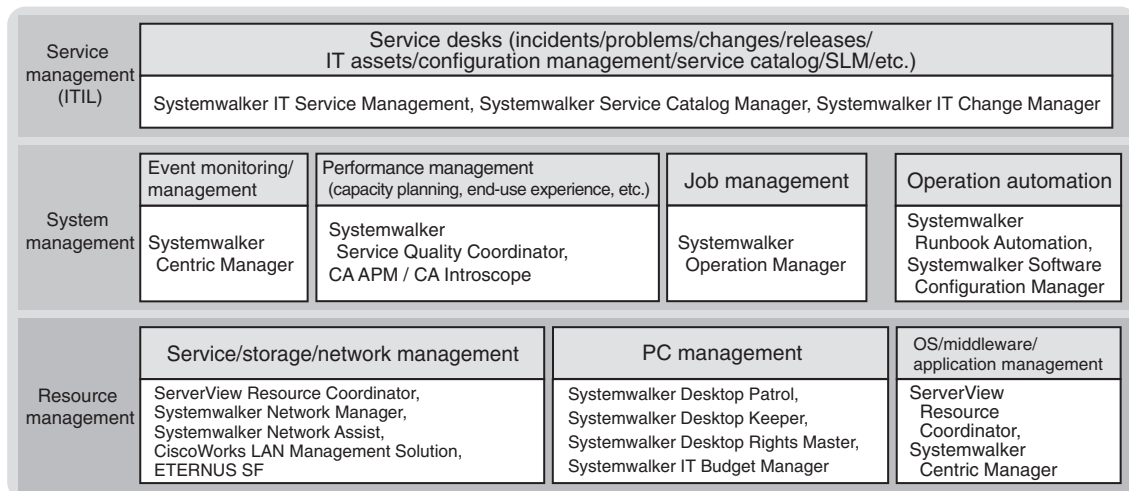 Service
management
(ITIL)
Service desks (incidents/problems/changes/releases/
IT assets/configuration management/service catalog/SLM/etc.)
Systemwalker IT Service Management, Systemwalker Service Catalog Manager, Systemwalker IT Change Manager
System
management
Event monitoring/
management
Systemwalker
Centric Manager
Performance management
(capacity planning, end-use experience, etc.)
Systemwalker
Service Quality Coordinator,
CA APM / CA Introscope
Job management
Systemwalker
Operation Manager
Operation automation
Systemwalker
Runbook Automation,
Systemwalker Software
Configuration Manager
Resource
management
Service/storage/network management
ServerView Resource Coordinator,
Systemwalker Network Manager,
Systemwalker Network Assist,
CiscoWorks LAN Management Solution,
ETERNUS SF
PC management
Systemwalker Desktop Patrol,
Systemwalker Desktop Keeper,
Systemwalker Desktop Rights Master,
Systemwalker IT Budget Manager
OS/middleware/
application management
ServerView
Resource
Coordinator,
Systemwalker
Centric Manager